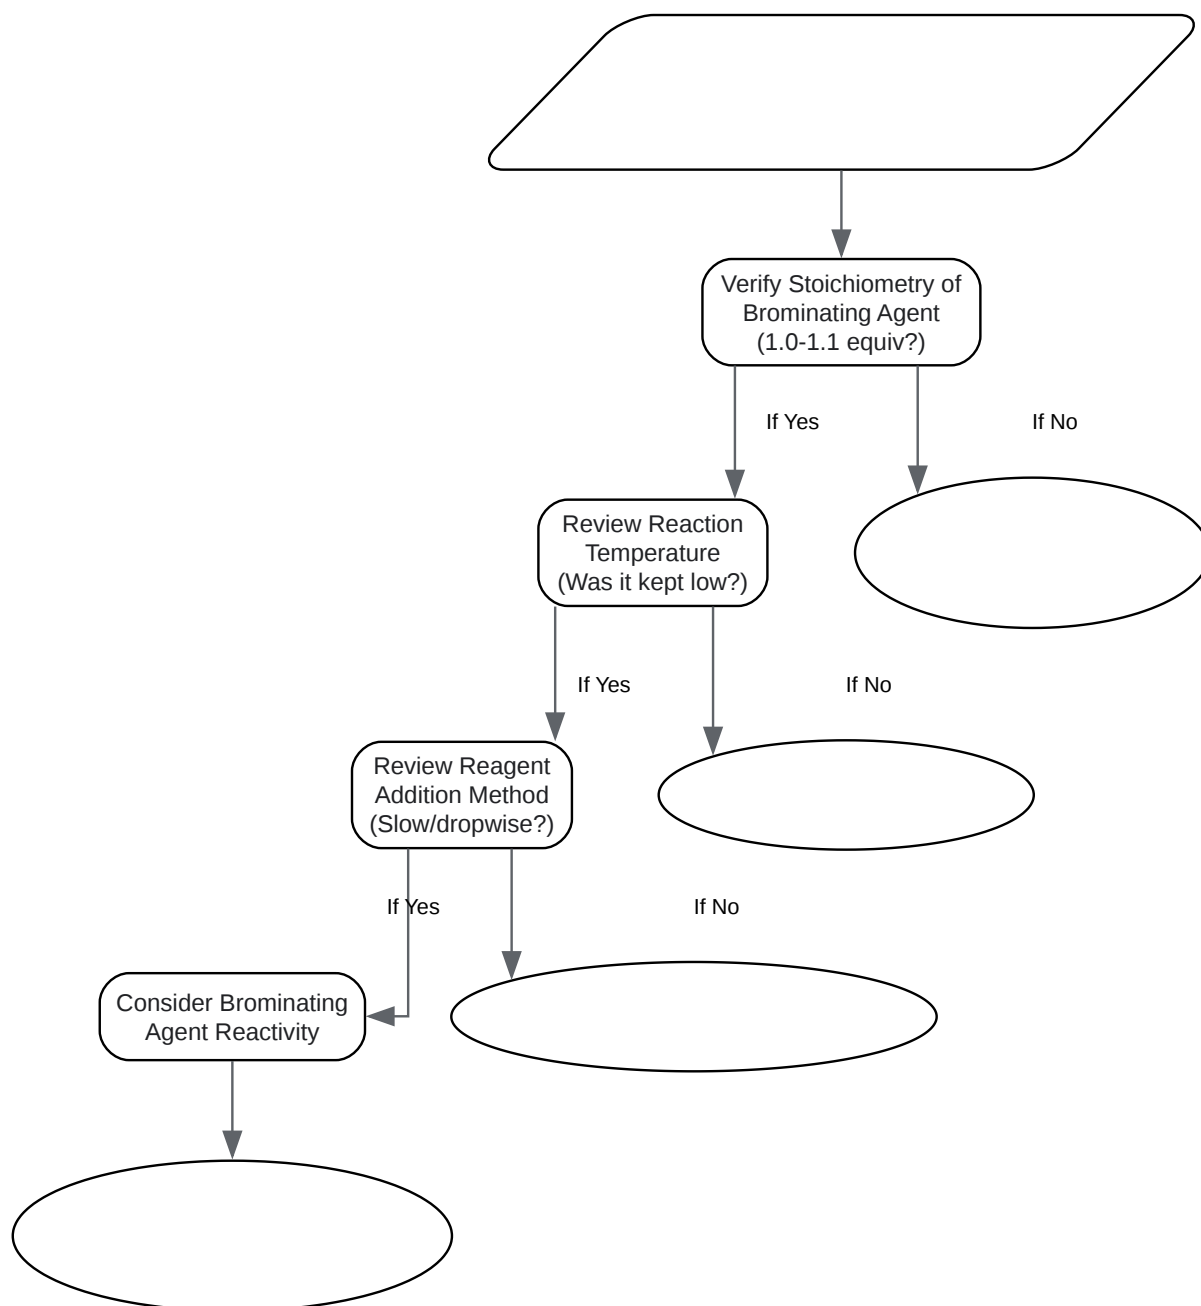 Verify Stoichiometry of
Brominating Agent
(1.0-1.1 equiv?)
If Yes
If No
Review Reaction
Temperature
(Was it kept low?)
If Yes
If No
Review Reagent
Addition Method
(Slow/dropwise?)
If Yes
If No
Consider Brominating
Agent Reactivity